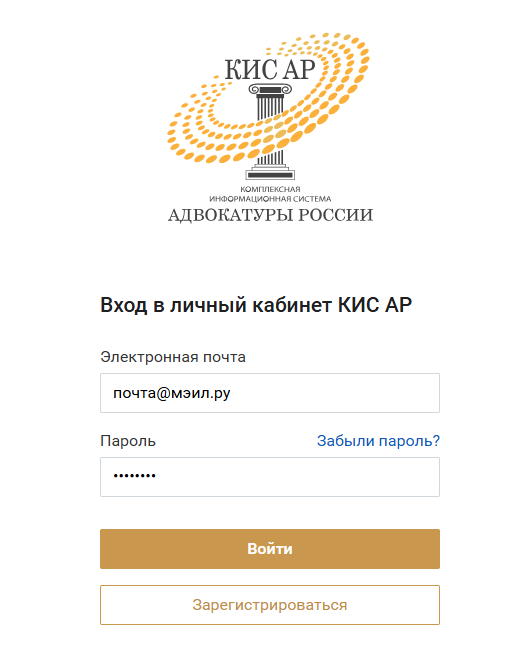 КИС АР
КОМПЛЕКСНАЯ
ИНФОРМАЦИОННАЯ СИСТЕМА
АДВОКАТУРЫ РОССИИ
Вход в личный кабинет КИС АР
Электронная почта
почта@мэил.ру
Пароль Забыли пароль?
••••••••
Войти
Зарегистрироваться